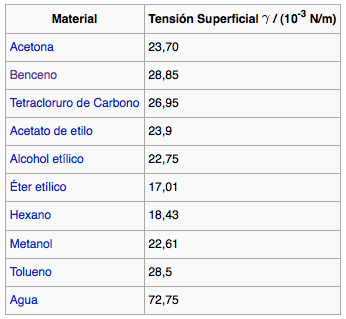 Material Tensión Superficial γ / (10⁻³ N/m)
Acetona 23,70
Benceno 28,85
Tetracloruro de Carbono 26,95
Acetato de etilo 23,9
Alcohol etílico 22,75
Éter etílico 17,01
Hexano 18,43
Metanol 22,61
Tolueno 28,5
Agua 72,75